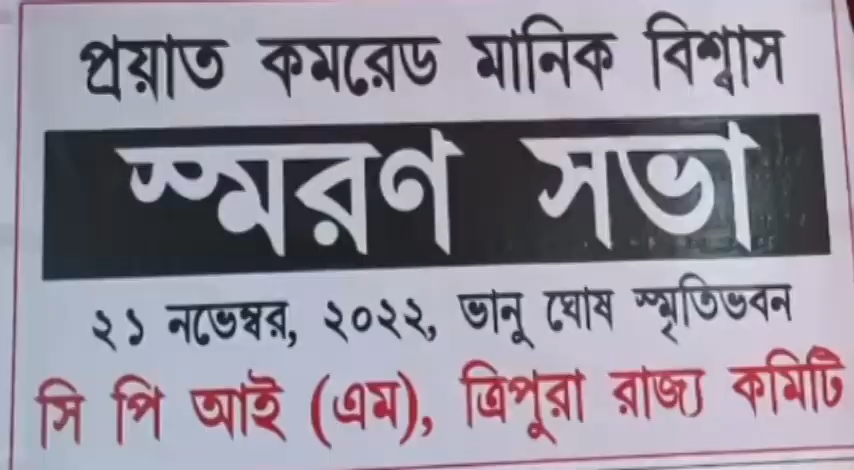 প্রয়াত কমরেড মানিক বিশ্বাস
স্মরণ সভা
২১ নভেম্বর, ২০২২, ভানু ঘোষ স্মৃতিভবন
সি পি আই (এম), ত্রিপুরা রাজ্য কমিটি